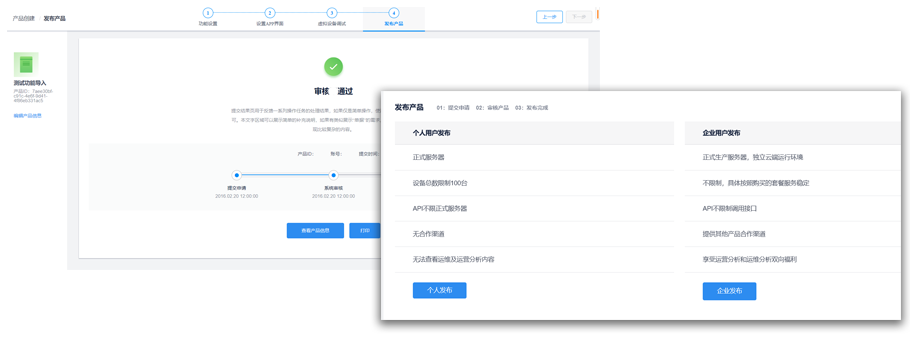 产品创建 发布产品
1 2 3 4
功能设置 设置APP界面 虚拟设备调试 发布产品
上一步 下一步
测试功能导入
产品ID:
编辑产品信息
审核 通过
产品ID: 账号: 提交时间:
提交申请 系统审核
2016.02.20 12:00:00 2016.02.20 12:00:00
查看产品信息 打印
发布产品 01：提交申请 02：审核产品 03：发布完成
个人用户发布
正式服务器
设备总数限制100台
API不限正式服务器
无合作渠道
无法查看运维及运营分析内容
个人发布
企业用户发布
正式生产服务器，独立云端运行环境
不限制，具体按照购买的套餐服务稳定
API不限制调用接口
提供其他产品合作渠道
享受运营分析和运维分析双向福利
企业发布